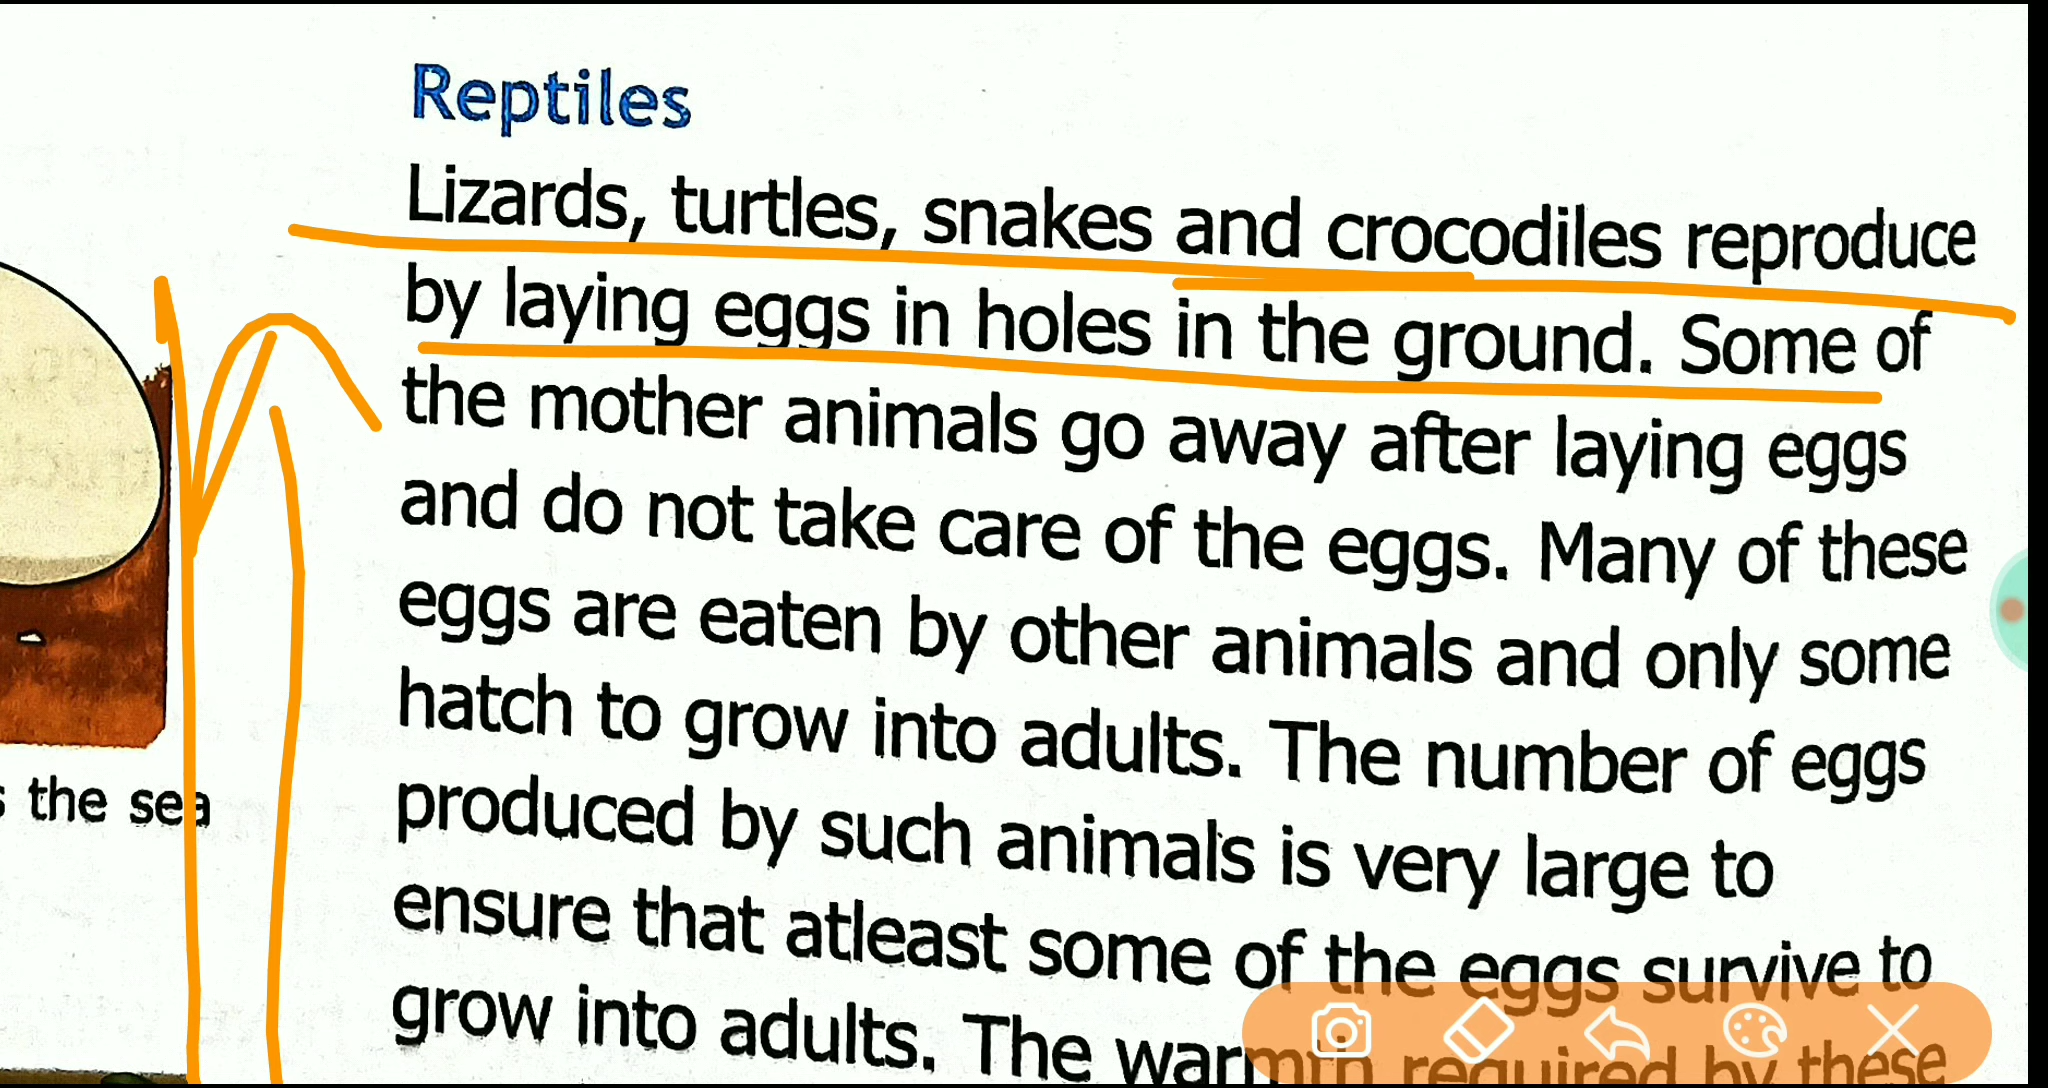 Reptiles
Lizards, turtles, snakes and crocodiles reproduce
by laying eggs in holes in the ground. Some of
the mother animals go away after laying eggs
and do not take care of the eggs. Many of these
eggs are eaten by other animals and only some
hatch to grow into adults. The number of eggs
produced by such animals is very large to
ensure that atleast some of the eggs survive to
grow into adults. The warmth required by these
the sea